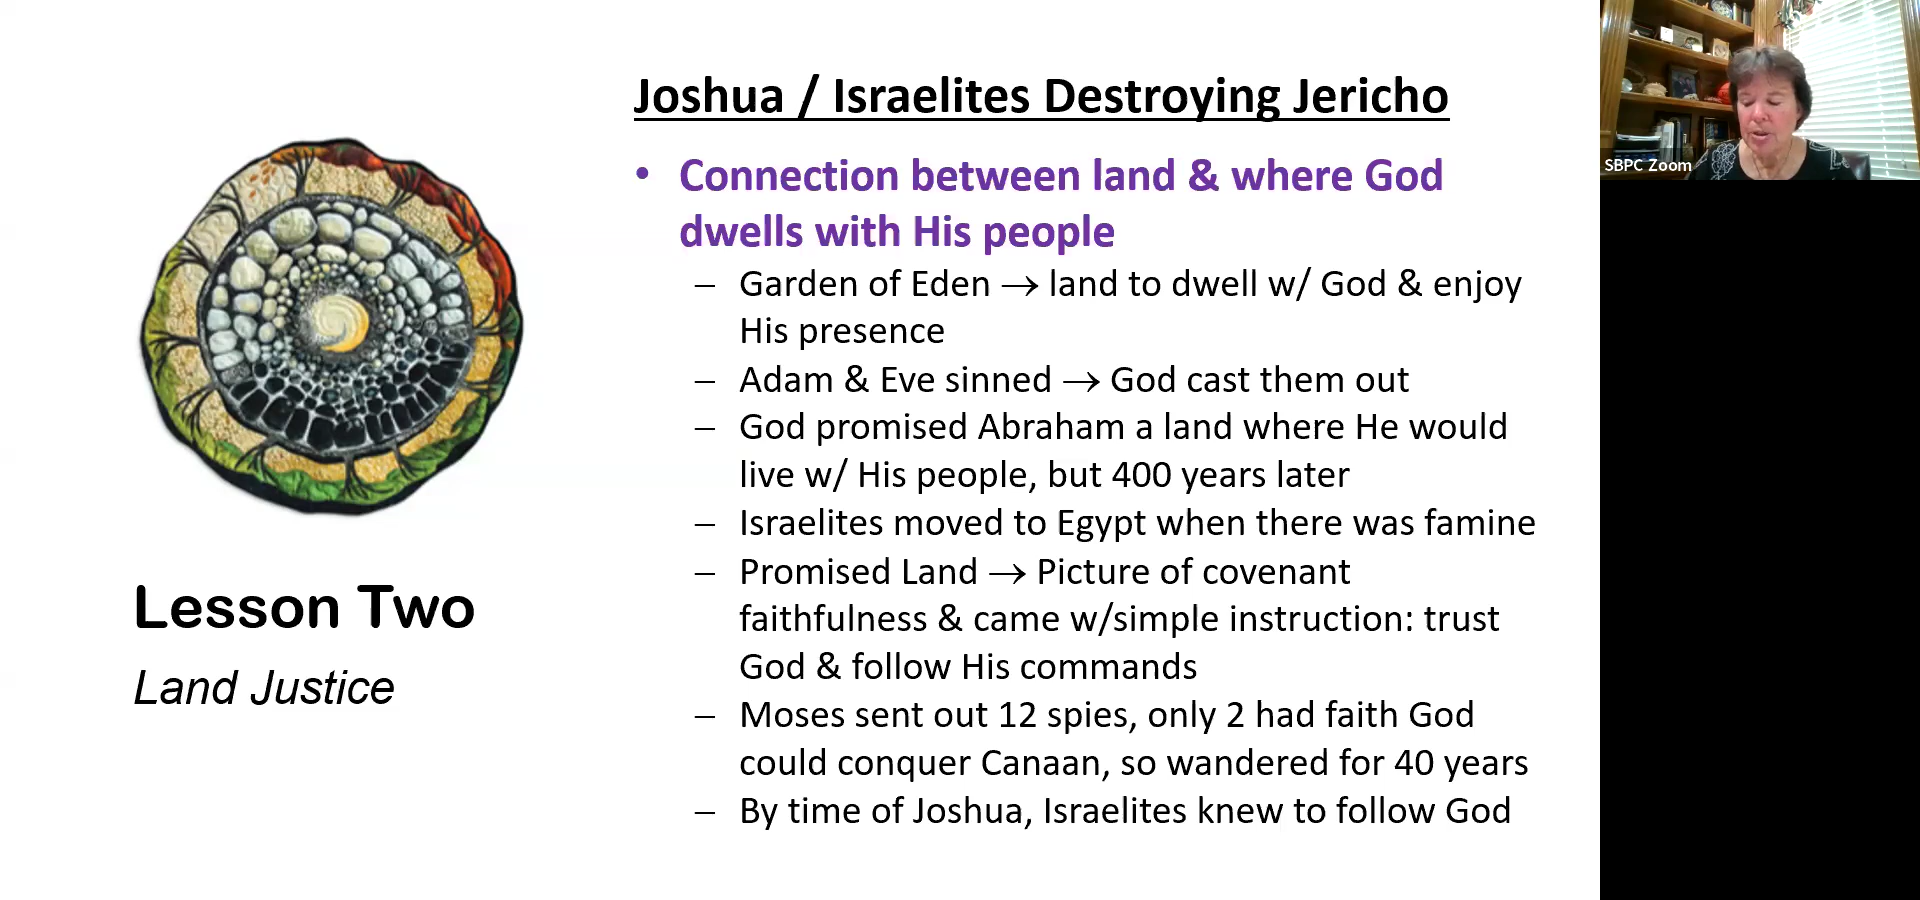 Joshua / Israelites Destroying Jericho
• Connection between land & where God
dwells with His people
– Garden of Eden → land to dwell w/ God & enjoy
His presence
– Adam & Eve sinned → God cast them out
– God promised Abraham a land where He would
live w/ His people, but 400 years later
– Israelites moved to Egypt when there was famine
– Promised Land → Picture of covenant
faithfulness & came w/simple instruction: trust
God & follow His commands
– Moses sent out 12 spies, only 2 had faith God
could conquer Canaan, so wandered for 40 years
– By time of Joshua, Israelites knew to follow God
Lesson Two
Land Justice
SBPC Zoom